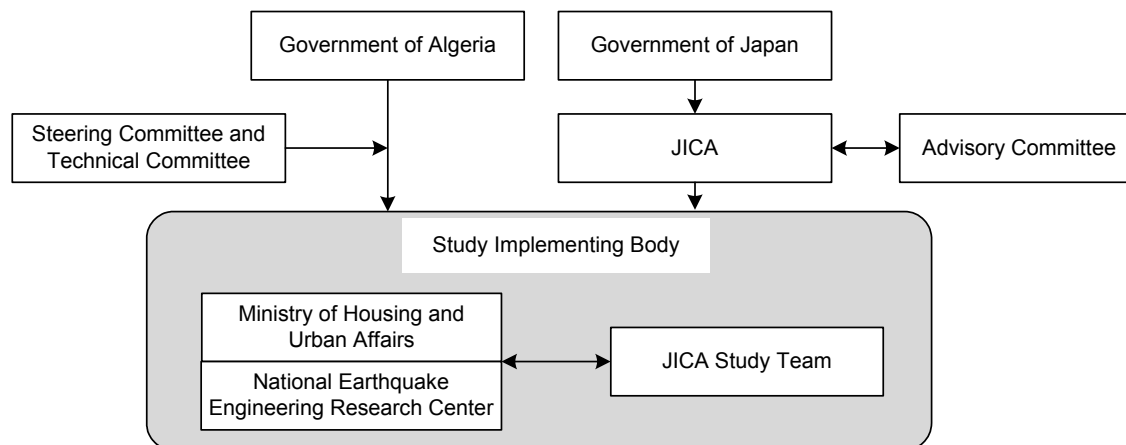 Government of Algeria
Government of Japan
Steering Committee and
Technical Committee
JICA
Advisory Committee
Study Implementing Body
Ministry of Housing and
Urban Affairs
National Earthquake
Engineering Research Center
JICA Study Team